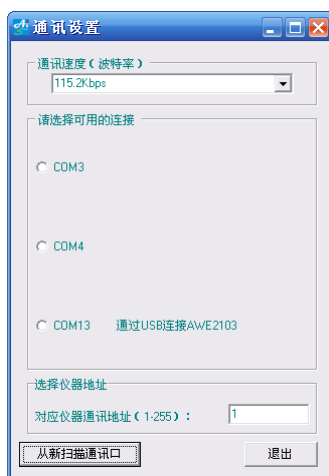 通讯设置
通讯速度(波特率)
115.2Kbps
请选择可用的连接
COM3
COM4
COM13 通过USB连接AWE2103
选择仪器地址
对应仪器通讯地址(1-255): 1
从新扫描通讯口 退出